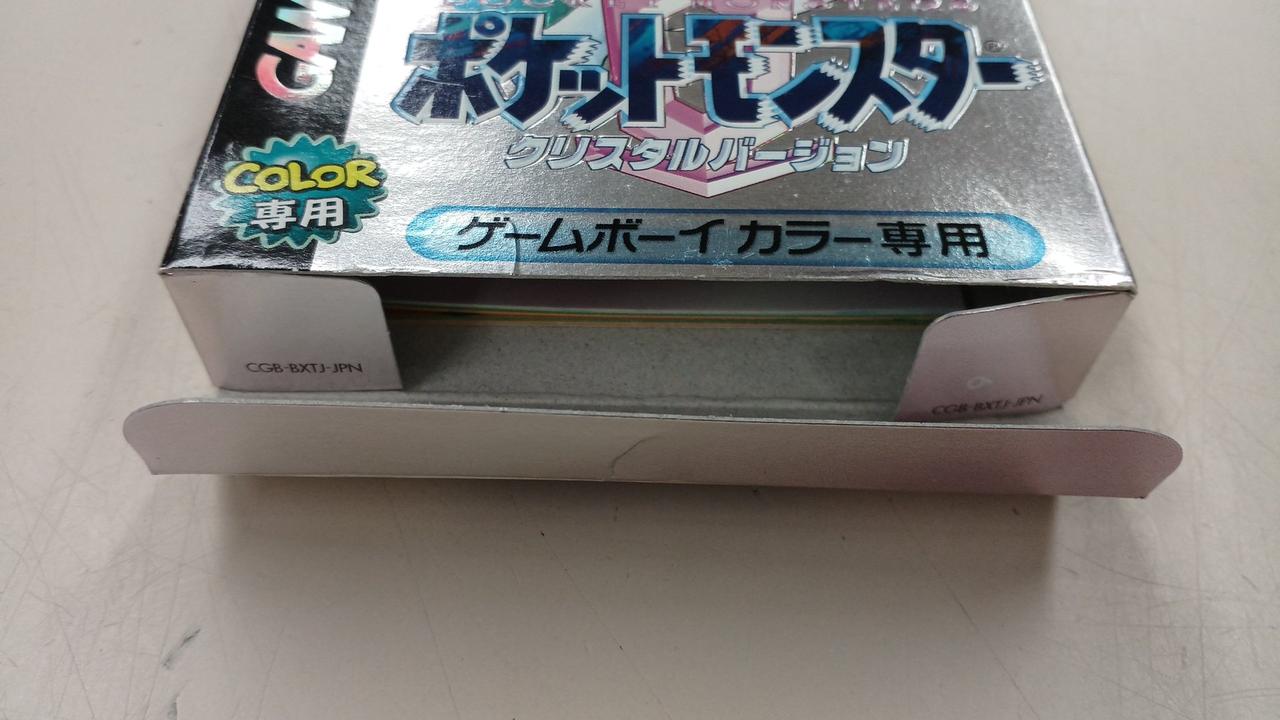 GAM
ポケットモンスター
®
クリスタルバージョン
COLOR
専用
ゲームボーイ カラー専用
CGB-BXTJ-JPN
CGB-BXTJ-JPN